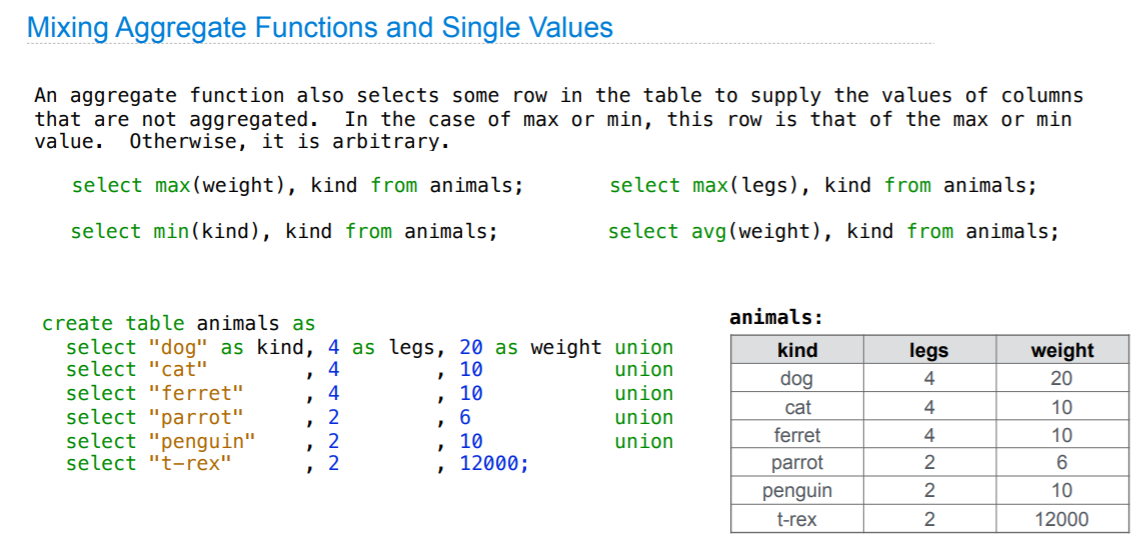 Mixing Aggregate Functions and Single Values
An aggregate function also selects some row in the table to supply the values of columns
that are not aggregated.  In the case of max or min, this row is that of the max or min
value.  Otherwise, it is arbitrary.
select max(weight), kind from animals;
select max(legs), kind from animals;
select min(kind), kind from animals;
select avg(weight), kind from animals;
create table animals as
select "dog" as kind, 4 as legs, 20 as weight union
select "cat"        , 4        , 10           union
select "ferret"     , 4        , 10           union
select "parrot"     , 2        , 6            union
select "penguin"    , 2        , 10           union
select "t-rex"      , 2        , 12000;
animals:
kind legs weight
dog 4 20
cat 4 10
ferret 4 10
parrot 2 6
penguin 2 10
t-rex 2 12000